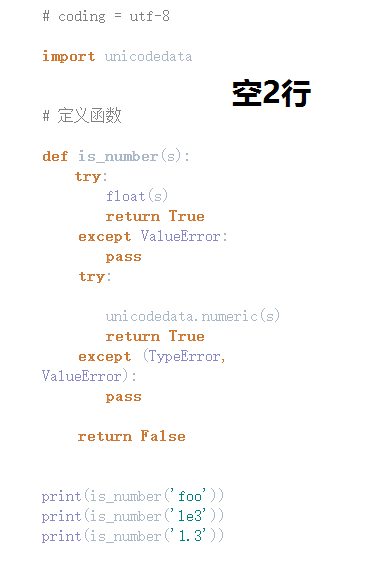 # coding = utf-8
import unicodedata
空2行
# 定义函数
def is_number(s):
try:
float(s)
return True
except ValueError:
pass
try:
unicodedata.numeric(s)
return True
except (TypeError,
ValueError):
pass
return False
print(is_number('foo'))
print(is_number('1e3'))
print(is_number('1.3'))